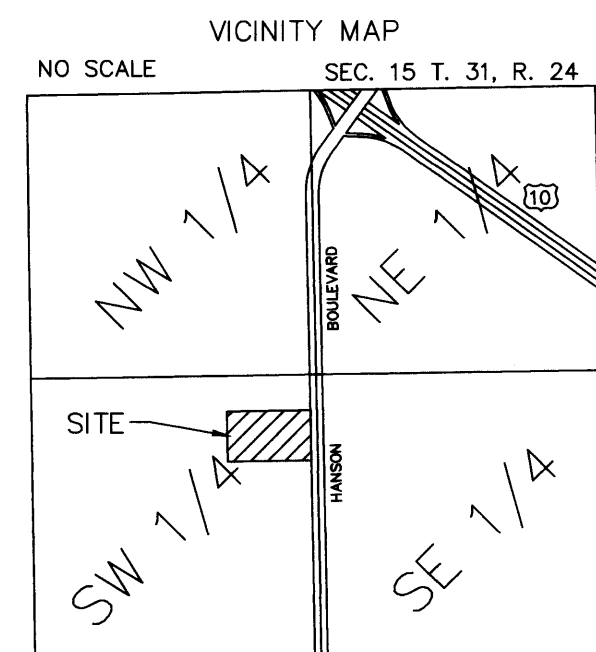 VICINITY MAP
NO SCALE
SEC. 15 T. 31, R. 24
NW 1/4
NE 1/4
10
BOULEVARD
SITE
HANSON
SW 1/4
SE 1/4